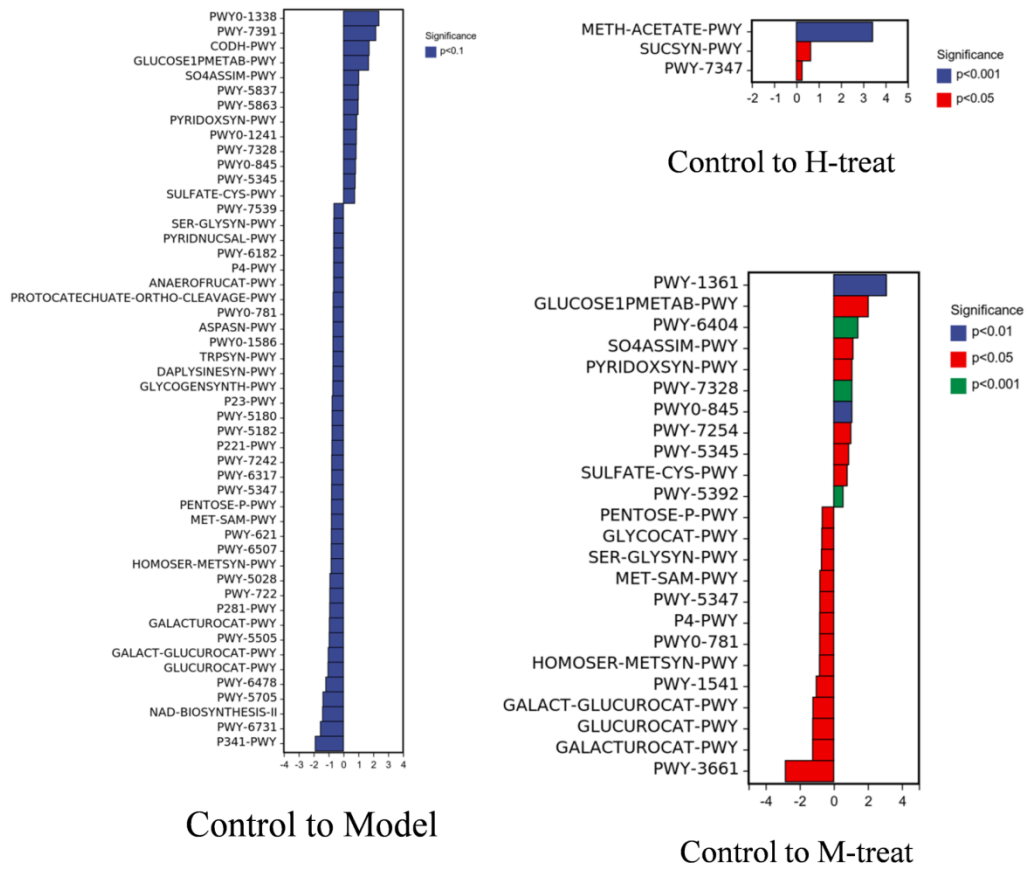 PWY0-1338
PWY-7391
CODH-PWY
GLUCOSE1PMETAB-PWY
SO4ASSIM-PWY
PWY-5837
PWY-5863
PYRIDOXSYN-PWY
PWY0-1241
PWY-7328
PWY0-845
PWY-5345
SULFATE-CYS-PWY
PWY-7539
SER-GLYSYN-PWY
PYRIDNUCSAL-PWY
PWY-6182
P4-PWY
ANAEROFRUCAT-PWY
PROTOCATECHUATE-ORTHO-CLEAVAGE-PWY
PWY0-781
ASPASN-PWY
PWY0-1586
TRPSYN-PWY
DAPLYSINESYN-PWY
GLYCOGENSYNTH-PWY
P23-PWY
PWY-5180
PWY-5182
P221-PWY
PWY-7242
PWY-6317
PWY-5347
PENTOSE-P-PWY
MET-SAM-PWY
PWY-621
PWY-6507
HOMOSER-METSYN-PWY
PWY-5028
PWY-722
P281-PWY
GALACTUROCAT-PWY
PWY-5505
GALACT-GLUCUROCAT-PWY
GLUCUROCAT-PWY
PWY-6478
PWY-5705
NAD-BIOSYNTHESIS-II
PWY-6731
P341-PWY
-4 -3 -2 -1 0 1 2 3 4
Significance
p<0.1
Control to Model
METH-ACETATE-PWY
SUCSYN-PWY
PWY-7347
-2 -1 0 1 2 3 4 5
Significance
p<0.001
p<0.05
Control to H-treat
PWY-1361
GLUCOSE1PMETAB-PWY
PWY-6404
SO4ASSIM-PWY
PYRIDOXSYN-PWY
PWY-7328
PWY0-845
PWY-7254
PWY-5345
SULFATE-CYS-PWY
PWY-5392
PENTOSE-P-PWY
GLYCOCAT-PWY
SER-GLYSYN-PWY
MET-SAM-PWY
PWY-5347
P4-PWY
PWY0-781
HOMOSER-METSYN-PWY
PWY-1541
GALACT-GLUCUROCAT-PWY
GLUCUROCAT-PWY
GALACTUROCAT-PWY
PWY-3661
-4 -2 0 2 4
Significance
p<0.01
p<0.05
p<0.001
Control to M-treat